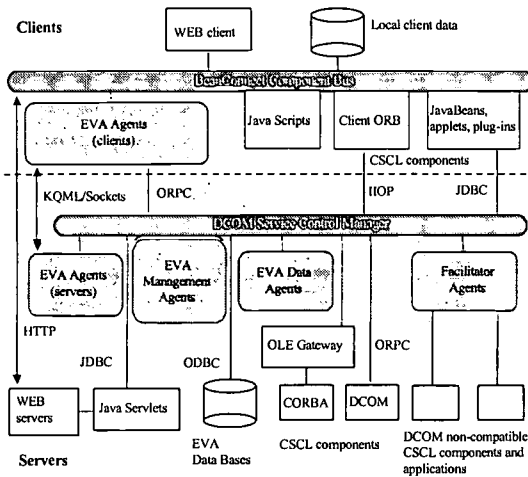 Clients
WEB client
Local client data
BeanConnect Component Bus
EVA Agents
(clients)
Java Scripts
Client ORB
JavaBeans,
applets, plug-ins
CSCL components
KQML/Sockets
ORPC
IIOP
JDBC
DCOM Service Control Manager
EVA Agents
(servers)
EVA
Management
Agents
EVA Data
Agents
Facilitator
Agents
HTTP
JDBC
ODBC
OLE Gateway
ORPC
WEB
servers
Java Servlets
CORBA
DCOM
EVA
Data Bases
CSCL components
DCOM non-compatible
CSCL components and
applications
Servers